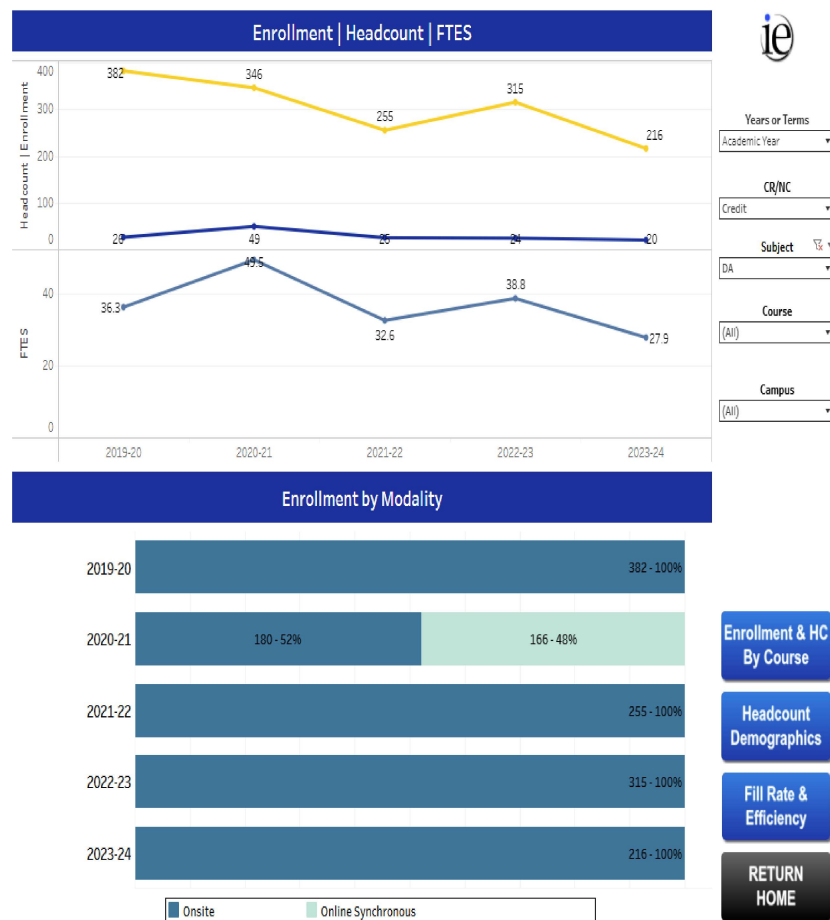 Enrollment | Headcount | FTES
ie
Headcount | Enrollment
400
300
200
100
0
382
346
255
315
216
49
24
20
FTES
40
20
0
36.3
49.5
32.6
38.8
27.9
2019-20
2020-21
2021-22
2022-23
2023-24
Years or Terms
Academic Year
CR/NC
Credit
Subject
DA
Course
(All)
Campus
(All)
Enrollment by Modality
2019-20
382 - 100%
2020-21
180 - 52%
166 - 48%
2021-22
255 - 100%
2022-23
315 - 100%
2023-24
216 - 100%
Onsite
Online Synchronous
Enrollment & HC
By Course
Headcount
Demographics
Fill Rate &
Efficiency
RETURN
HOME